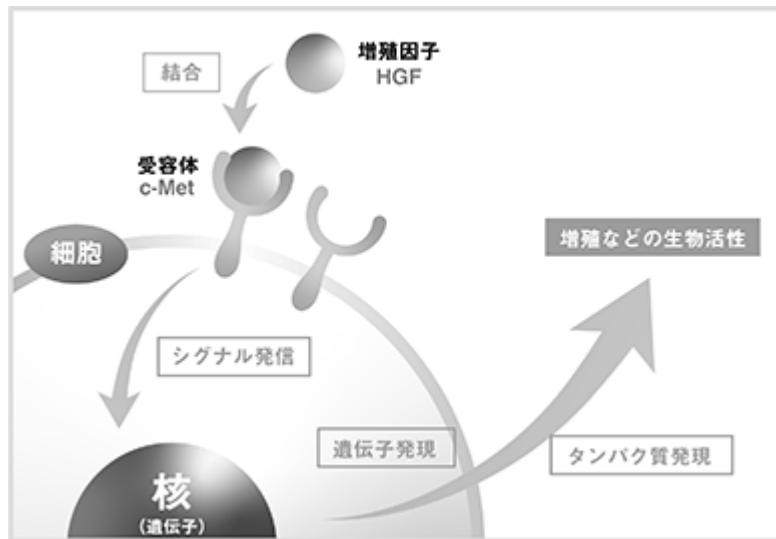 増殖因子
HGF
結合
受容体
c-Met
細胞
増殖などの生物活性
シグナル発信
遺伝子発現
タンパク質発現
核
(遺伝子)